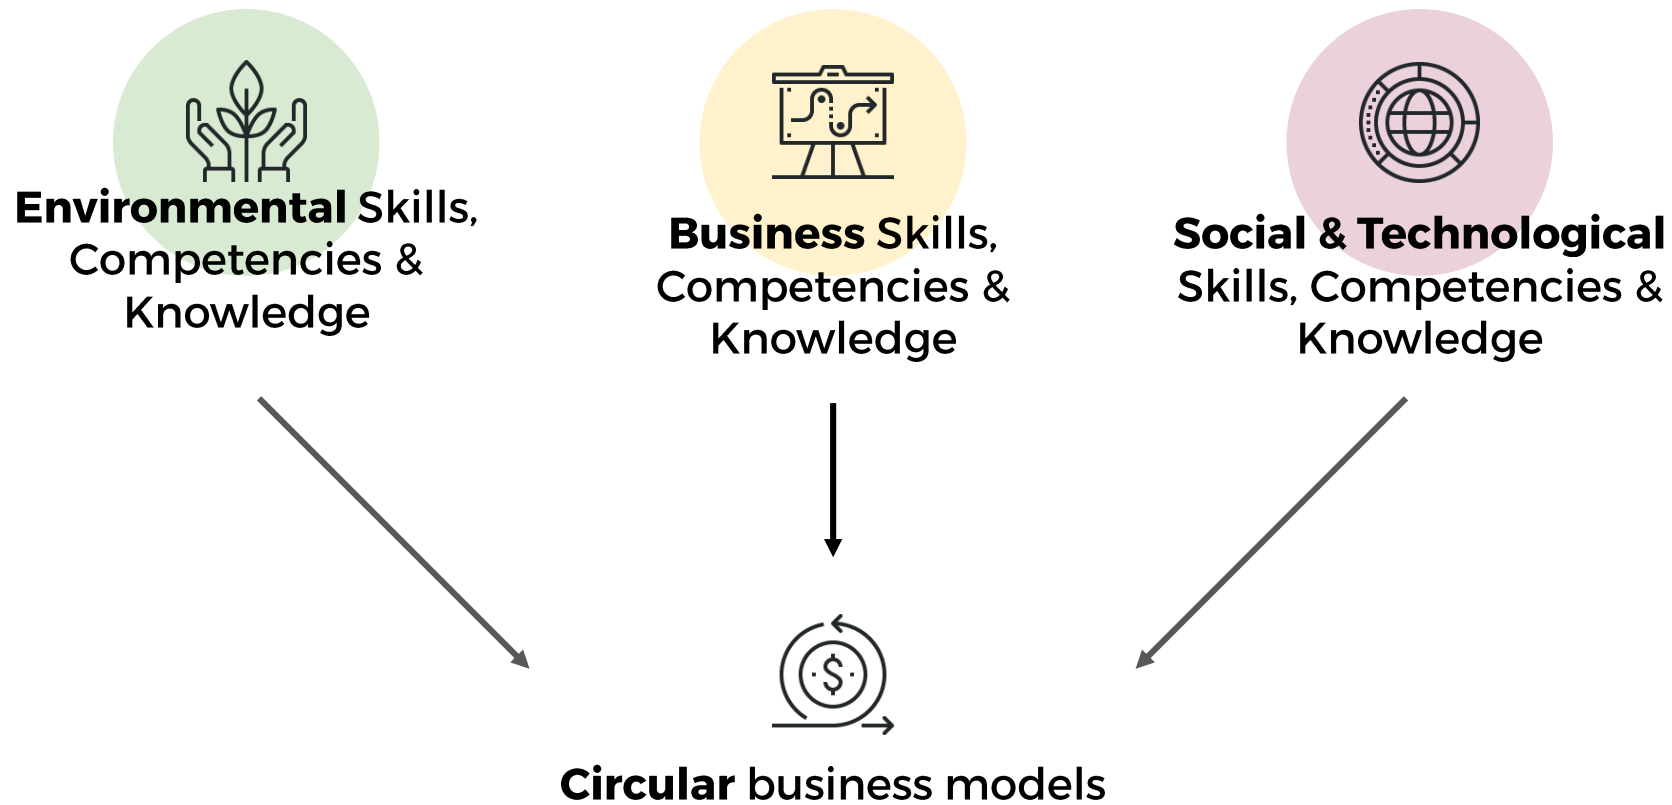 Environmental Skills,
Competencies &
Knowledge
Business Skills,
Competencies &
Knowledge
Social & Technological
Skills, Competencies &
Knowledge
$
Circular business models